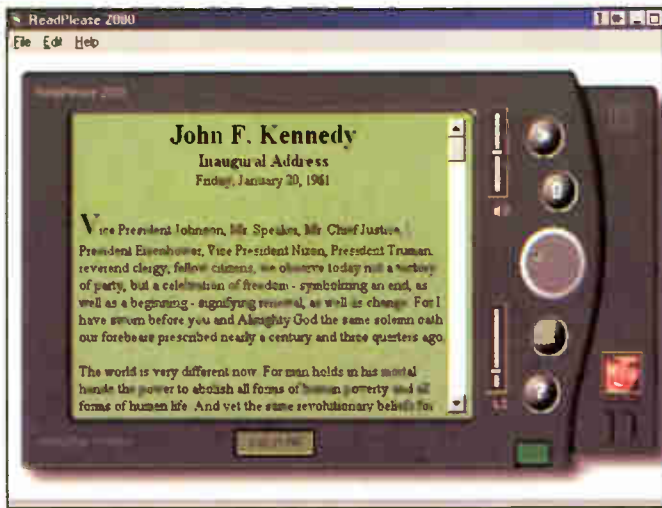 ReadPlease 2000
File Edit Help
ReadPlease 2000
John F. Kennedy
Inaugural Address
Friday, January 20, 1961
Vice President Johnson, Mr. Speaker, Mr. Chief Justice,
President Eisenhower, Vice President Nixon, President Truman,
reverend clergy, fellow citizens, we observe today not a victory
of party, but a celebration of freedom - symbolizing an end, as
well as a beginning - signifying renewal, as well as change. For I
have sworn before you and Almighty God the same solemn oath
our forebears prescribed nearly a century and three quarters ago.
The world is very different now. For man holds in his mortal
hands the power to abolish all forms of human poverty and all
forms of human life. And yet the same revolutionary beliefs for